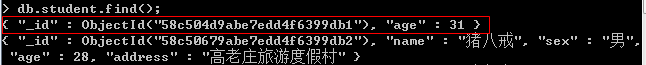 > db.student.find();
{ "_id" : ObjectId("58c504d9abe7edd4f6399db1"), "age" : 31 }
{ "_id" : ObjectId("58c50679abe7edd4f6399db2"), "name" : "猪八戒", "sex" : "男",
"age" : 28, "address" : "高老庄旅游度假村" }